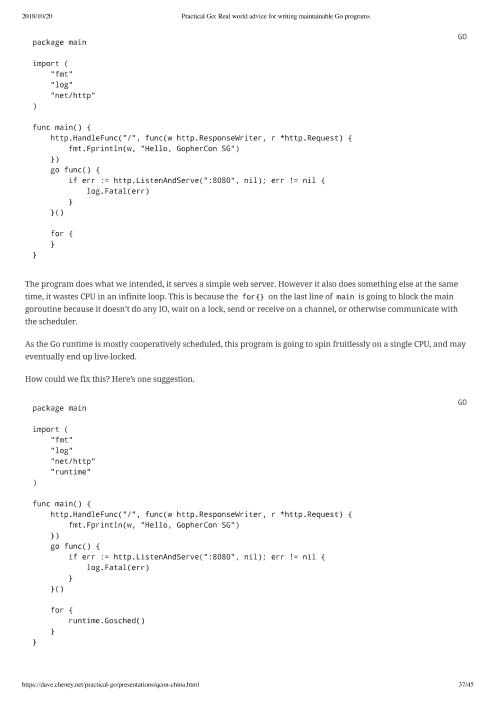 2018/10/20 Practical Go: Real world advice for writing maintainable Go programs
GO
package main
import (
"fmt"
"log"
"net/http"
)
func main() {
http.HandleFunc("/", func(w http.ResponseWriter, r *http.Request) {
fmt.Fprintln(w, "Hello, GopherCon SG")
})
go func() {
if err := http.ListenAndServe(":8080", nil); err != nil {
log.Fatal(err)
}
}()
for {
}
}
The program does what we intended, it serves a simple web server. However it also does something else at the same
time, it wastes CPU in an infinite loop. This is because the for{} on the last line of main is going to block the main
goroutine because it doesn't do any IO, wait on a lock, send or receive on a channel, or otherwise communicate with
the scheduler.
As the Go runtime is mostly cooperatively scheduled, this program is going to spin fruitlessly on a single CPU, and may
eventually end up live-locked.
How could we fix this? Here's one suggestion.
GO
package main
import (
"fmt"
"log"
"net/http"
"runtime"
)
func main() {
http.HandleFunc("/", func(w http.ResponseWriter, r *http.Request) {
fmt.Fprintln(w, "Hello, GopherCon SG")
})
go func() {
if err := http.ListenAndServe(":8080", nil); err != nil {
log.Fatal(err)
}
}()
for {
runtime.Gosched()
}
}
https://dave.cheney.net/practical-go/presentations/qcon-china.html 37/45